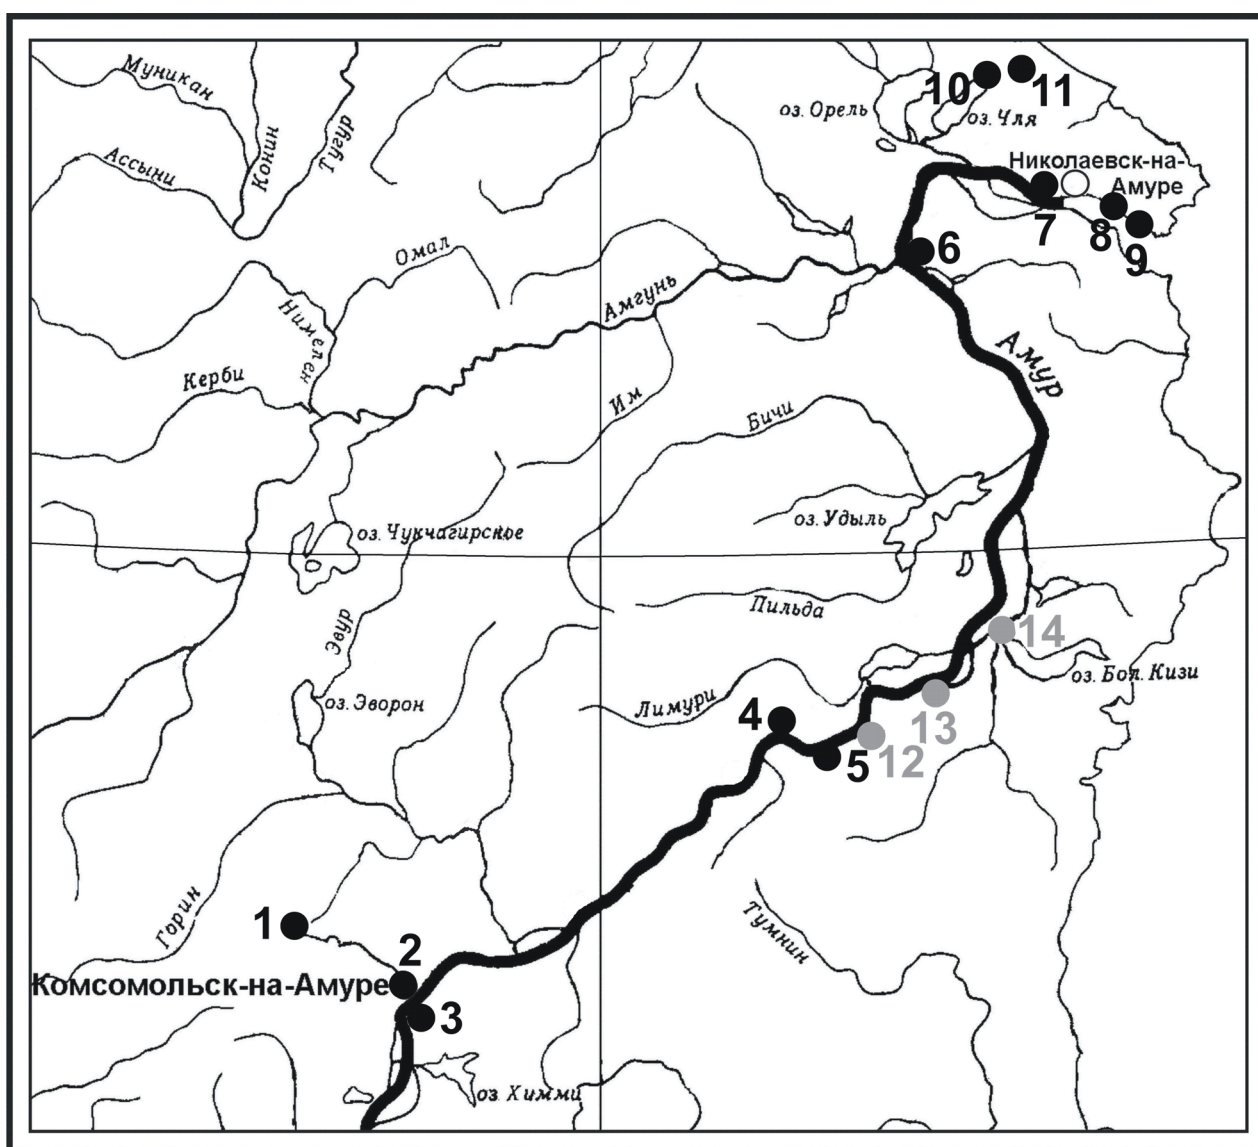 Муникан
Конин
Тугур
Ассыни
10
11
оз. Орель
оз. Чля
Николаевск-на-
Амуре
7
8
9
6
Омал
Амгунь
Нимелен
Керби
Им
Бичи
Амур
оз. Чукчагирское
оз. Удыль
Пильда
Эвур
14
оз. Бол. Кизи
оз. Эворон
Лимури
4
13
5
12
Горин
1
2
Тумнин
Комсомольск-на-Амуре
3
оз. Химми